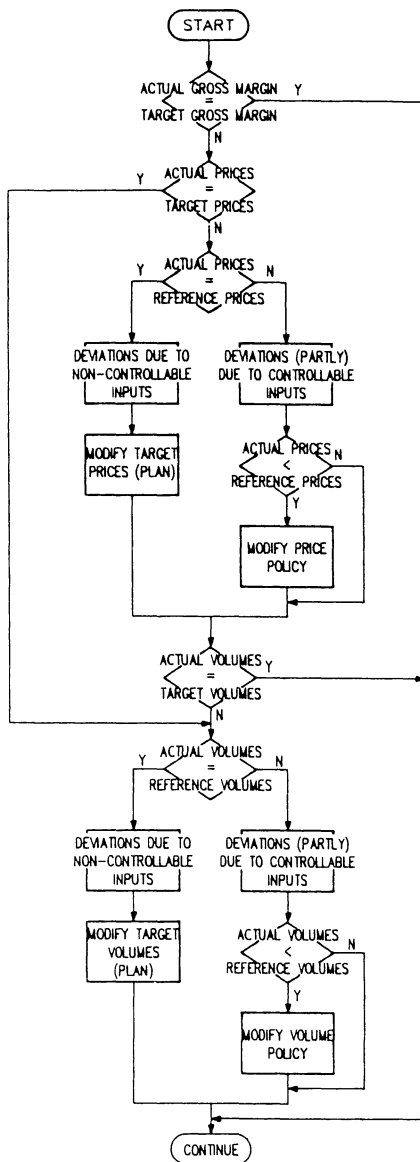 START
ACTUAL GROSS MARGIN
=
TARGET GROSS MARGIN
Y
N
ACTUAL PRICES
=
TARGET PRICES
Y
N
ACTUAL PRICES
=
REFERENCE PRICES
Y
N
DEVIATIONS DUE TO
NON-CONTROLLABLE
INPUTS
DEVIATIONS (PARTLY)
DUE TO CONTROLLABLE
INPUTS
MODIFY TARGET
PRICES (PLAN)
ACTUAL PRICES
<
REFERENCE PRICES
N
Y
MODIFY PRICE
POLICY
ACTUAL VOLUMES
=
TARGET VOLUMES
Y
N
ACTUAL VOLUMES
=
REFERENCE VOLUMES
Y
N
DEVIATIONS DUE TO
NON-CONTROLLABLE
INPUTS
DEVIATIONS (PARTLY)
DUE TO CONTROLLABLE
INPUTS
MODIFY TARGET
VOLUMES
(PLAN)
ACTUAL VOLUMES
<
REFERENCE VOLUMES
N
Y
MODIFY VOLUME
POLICY
CONTINUE